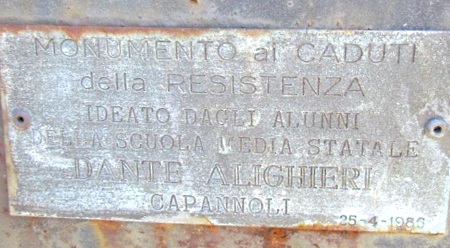 MONUMENTO ai CADUTI
della RESISTENZA
IDEATO DAGLI ALUNNI
DELLA SCUOLA MEDIA STATALE
DANTE ALIGHIERI
CAPANNOLI
25-4-1986